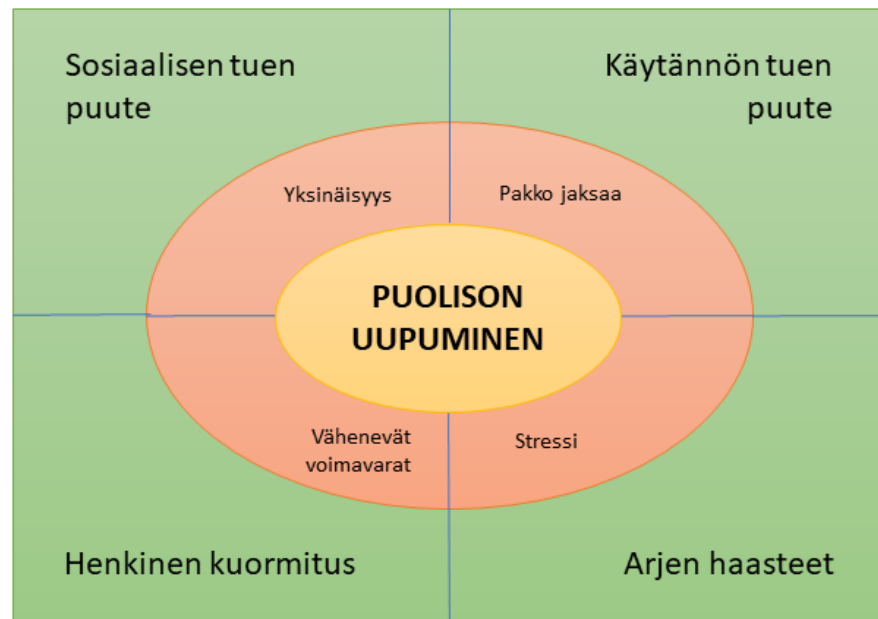 Sosiaalisen tuen
puute
Käytännön tuen
puute
Yksinäisyys
Pakko jaksaa
PUOLISON
UUPUMINEN
Vähenevät
voimavarat
Stressi
Henkinen kuormitus
Arjen haasteet